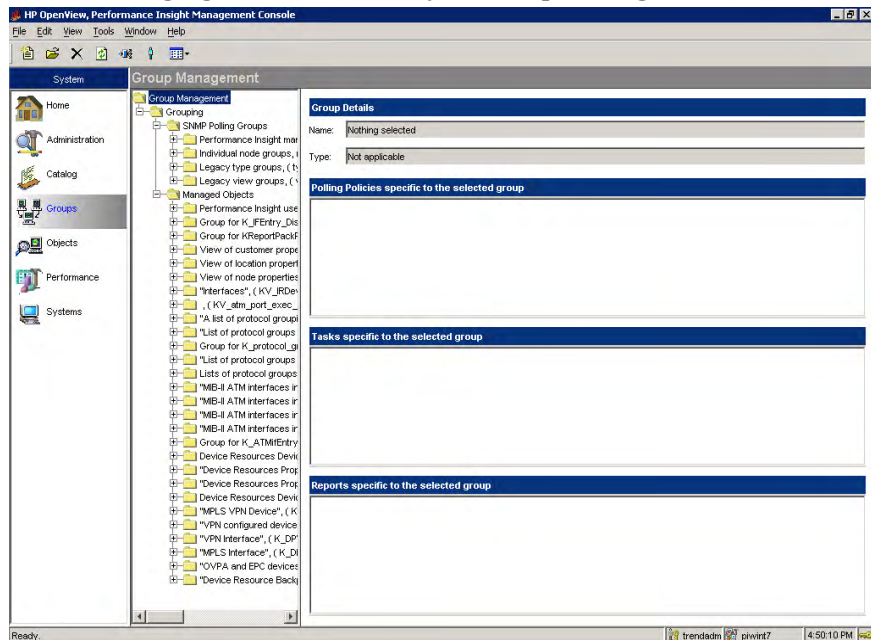 HP OpenView, Performance Insight Management Console
File Edit View Tools Window Help
System
Group Management
Home
Administration
Catalog
Groups
Objects
Performance
Systems
Group Management
Grouping
SNMP Polling Groups
Performance Insight mar
Individual node groups,
Legacy type groups, ( ty
Legacy view groups, ( v
Managed Objects
Performance Insight use
Group for K_IFEntry_Dis
Group for KReportPackF
View of customer prope
View of location propert
View of node properties
"Interfaces", ( KV_IRDev
, ( KV_atm_port_exec_
"A list of protocol groupi
"List of protocol groups
Group for K_protocol_gr
"List of protocol groups
Lists of protocol groups
"MIB-II ATM interfaces ir
"MIB-II ATM interfaces ir
"MIB-II ATM interfaces ir
"MIB-II ATM interfaces ir
Group for K_ATMifEntry
Device Resources Devic
"Device Resources Prop
"Device Resources Prop
Device Resources Devic
"MPLS VPN Device", ( K
"VPN configured device
"VPN Interface", ( K_DP
"MPLS Interface", ( K_DI
"OVPA and EPC devices
"Device Resource Back
Group Details
Name: Nothing selected
Type: Not applicable
Polling Policies specific to the selected group
Tasks specific to the selected group
Reports specific to the selected group
Ready.
trendadm piwint7 4:50:10 PM